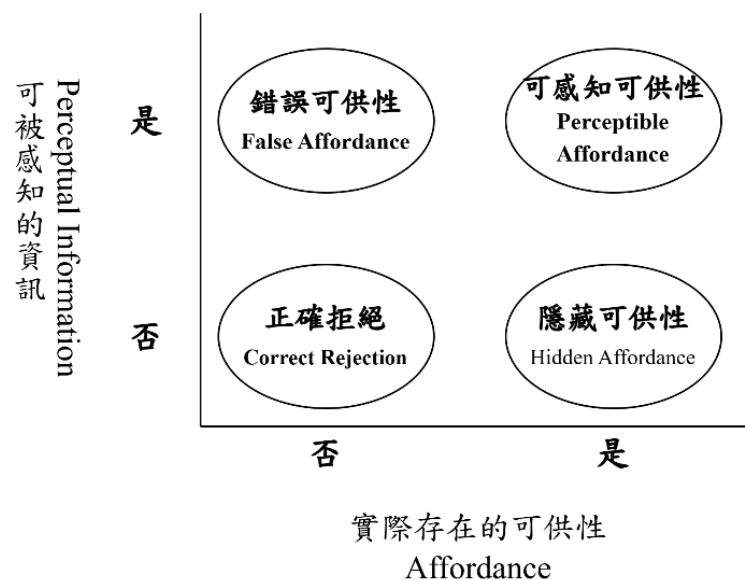 可被感知的資訊
Perceptual Information
是
錯誤可供性
False Affordance
可感知可供性
Perceptible
Affordance
否
正確拒絕
Correct Rejection
隱藏可供性
Hidden Affordance
否
是
實際存在的可供性
Affordance